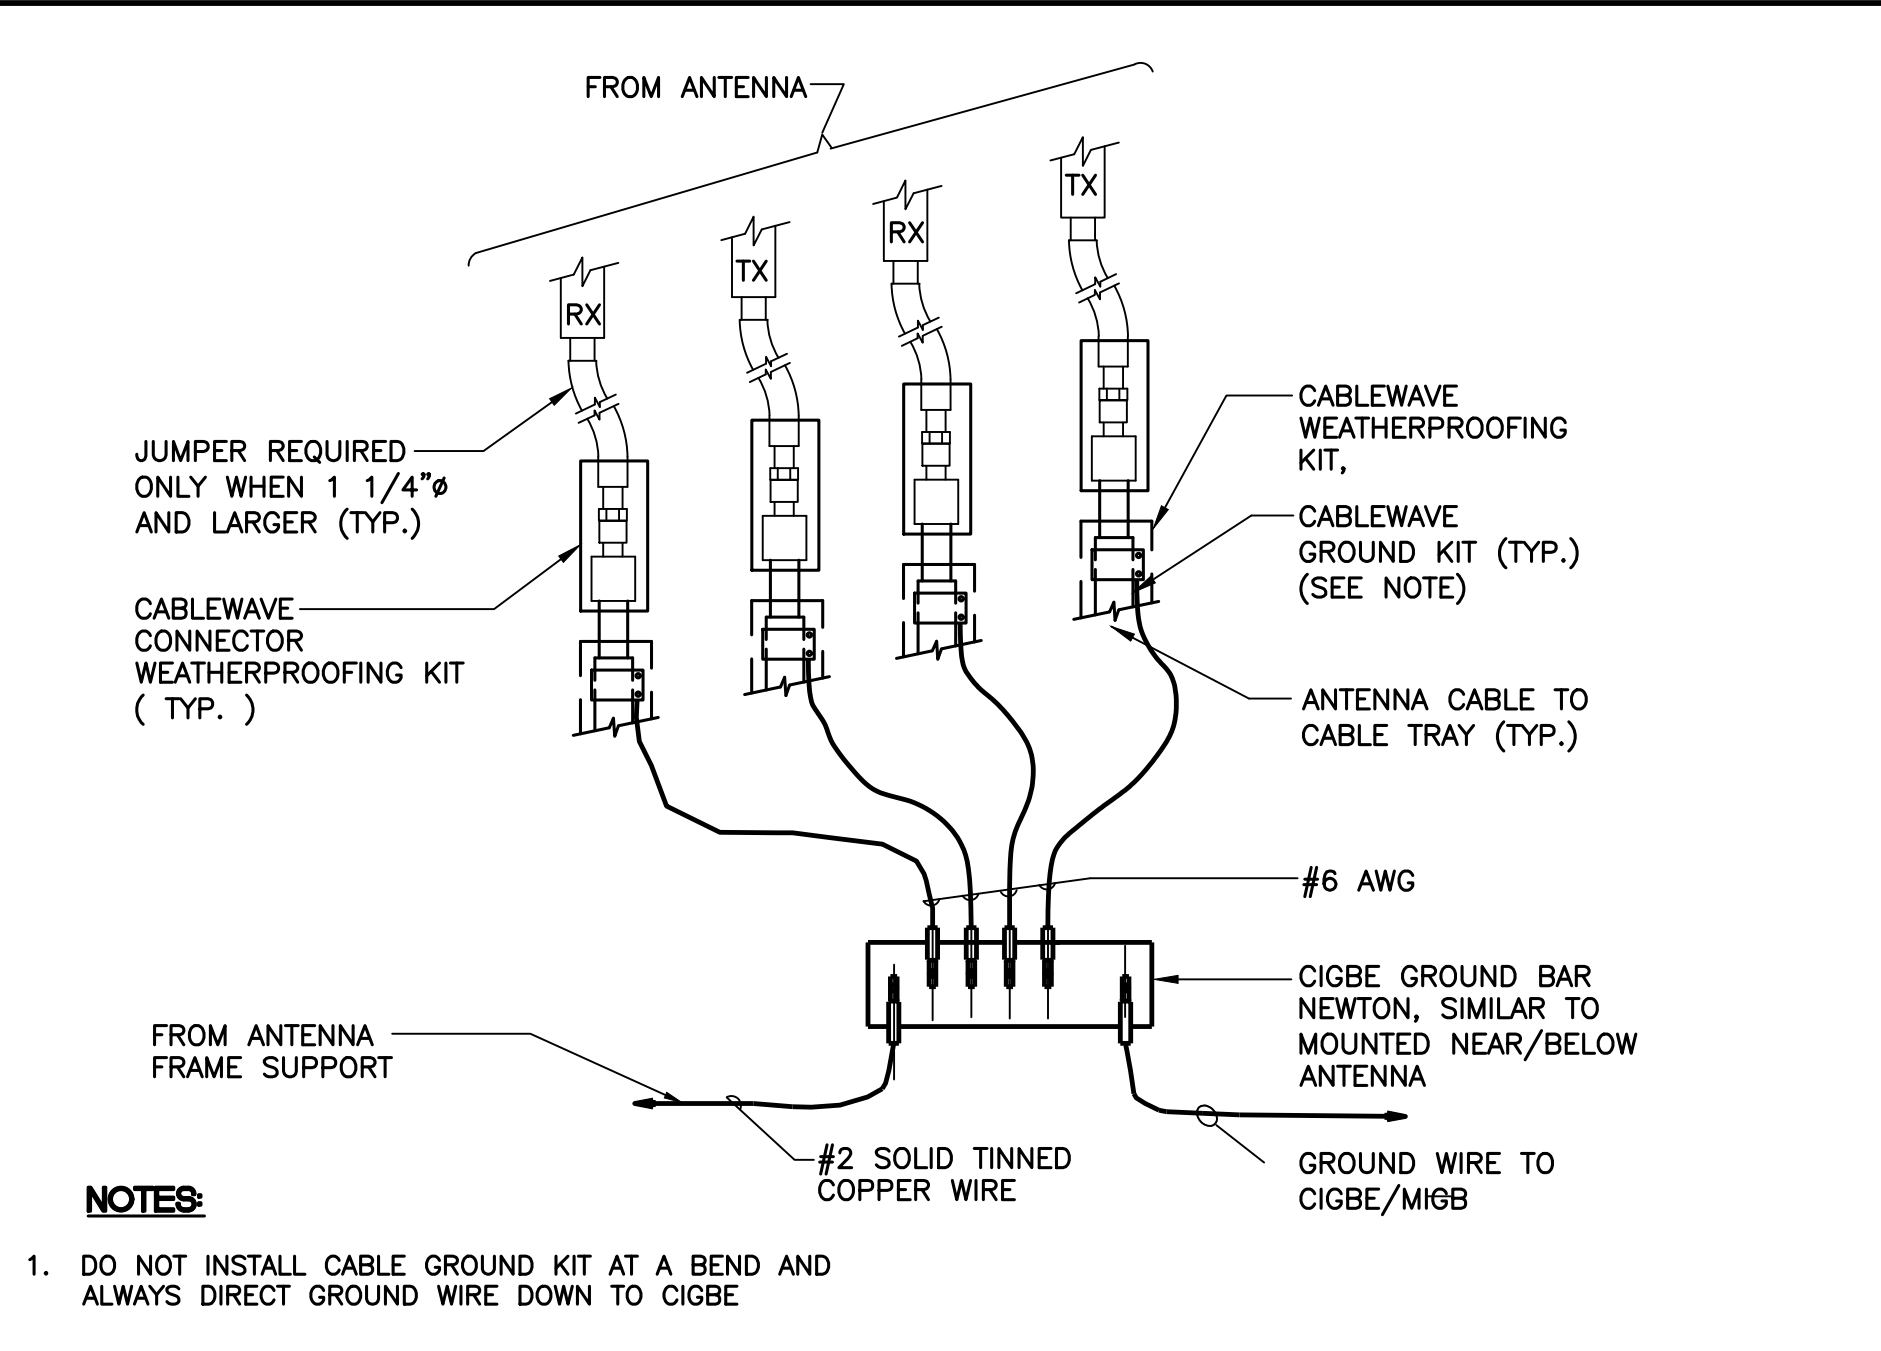 FROM ANTENNA
TX
RX
TX
RX
JUMPER REQUIRED
ONLY WHEN 1 1/4"ø
AND LARGER (TYP.)
CABLEWAVE
CONNECTOR
WEATHERPROOFING KIT
( TYP. )
CABLEWAVE
WEATHERPROOFING
KIT,
CABLEWAVE
GROUND KIT (TYP.)
(SEE NOTE)
ANTENNA CABLE TO
CABLE TRAY (TYP.)
#6 AWG
CIGBE GROUND BAR
NEWTON, SIMILAR TO
MOUNTED NEAR/BELOW
ANTENNA
FROM ANTENNA
FRAME SUPPORT
#2 SOLID TINNED
COPPER WIRE
GROUND WIRE TO
CIGBE/MIGB
NOTES:
1. DO NOT INSTALL CABLE GROUND KIT AT A BEND AND
ALWAYS DIRECT GROUND WIRE DOWN TO CIGBE